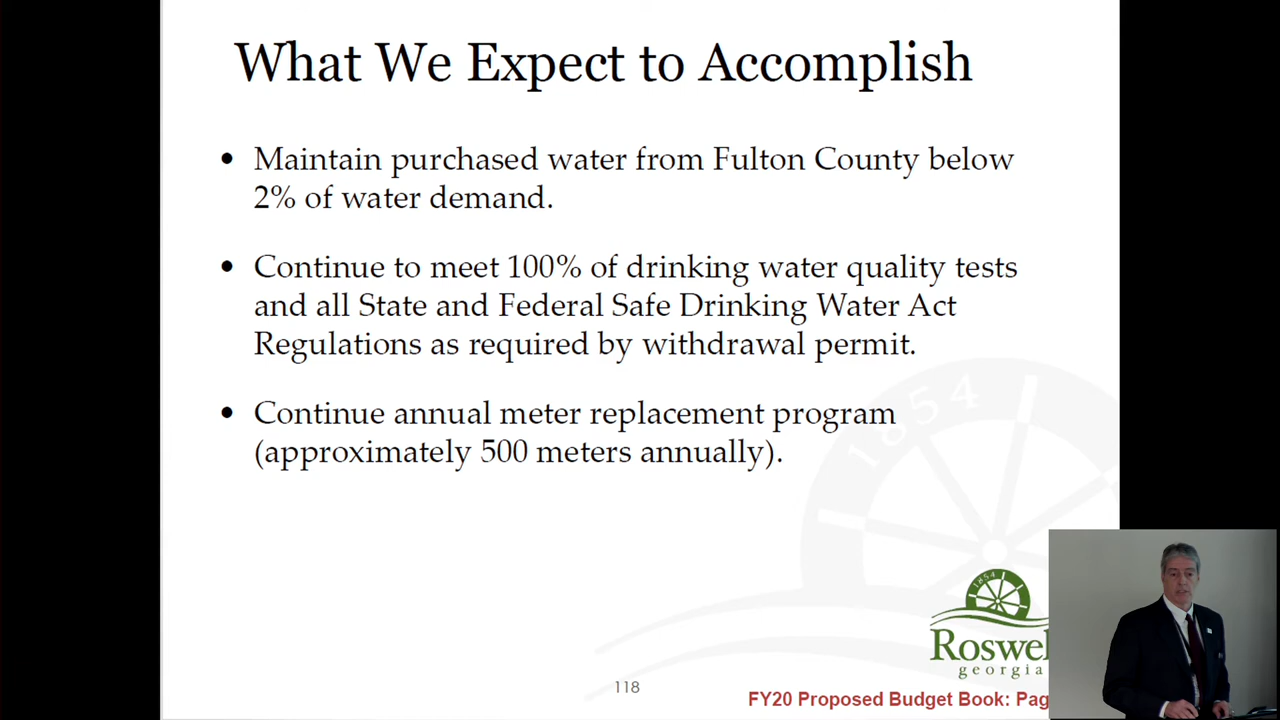 What We Expect to Accomplish
• Maintain purchased water from Fulton County below
2% of water demand.
• Continue to meet 100% of drinking water quality tests
and all State and Federal Safe Drinking Water Act
Regulations as required by withdrawal permit.
• Continue annual meter replacement program
(approximately 500 meters annually).
1854
1854
georgia
118
FY20 Proposed Budget Book: